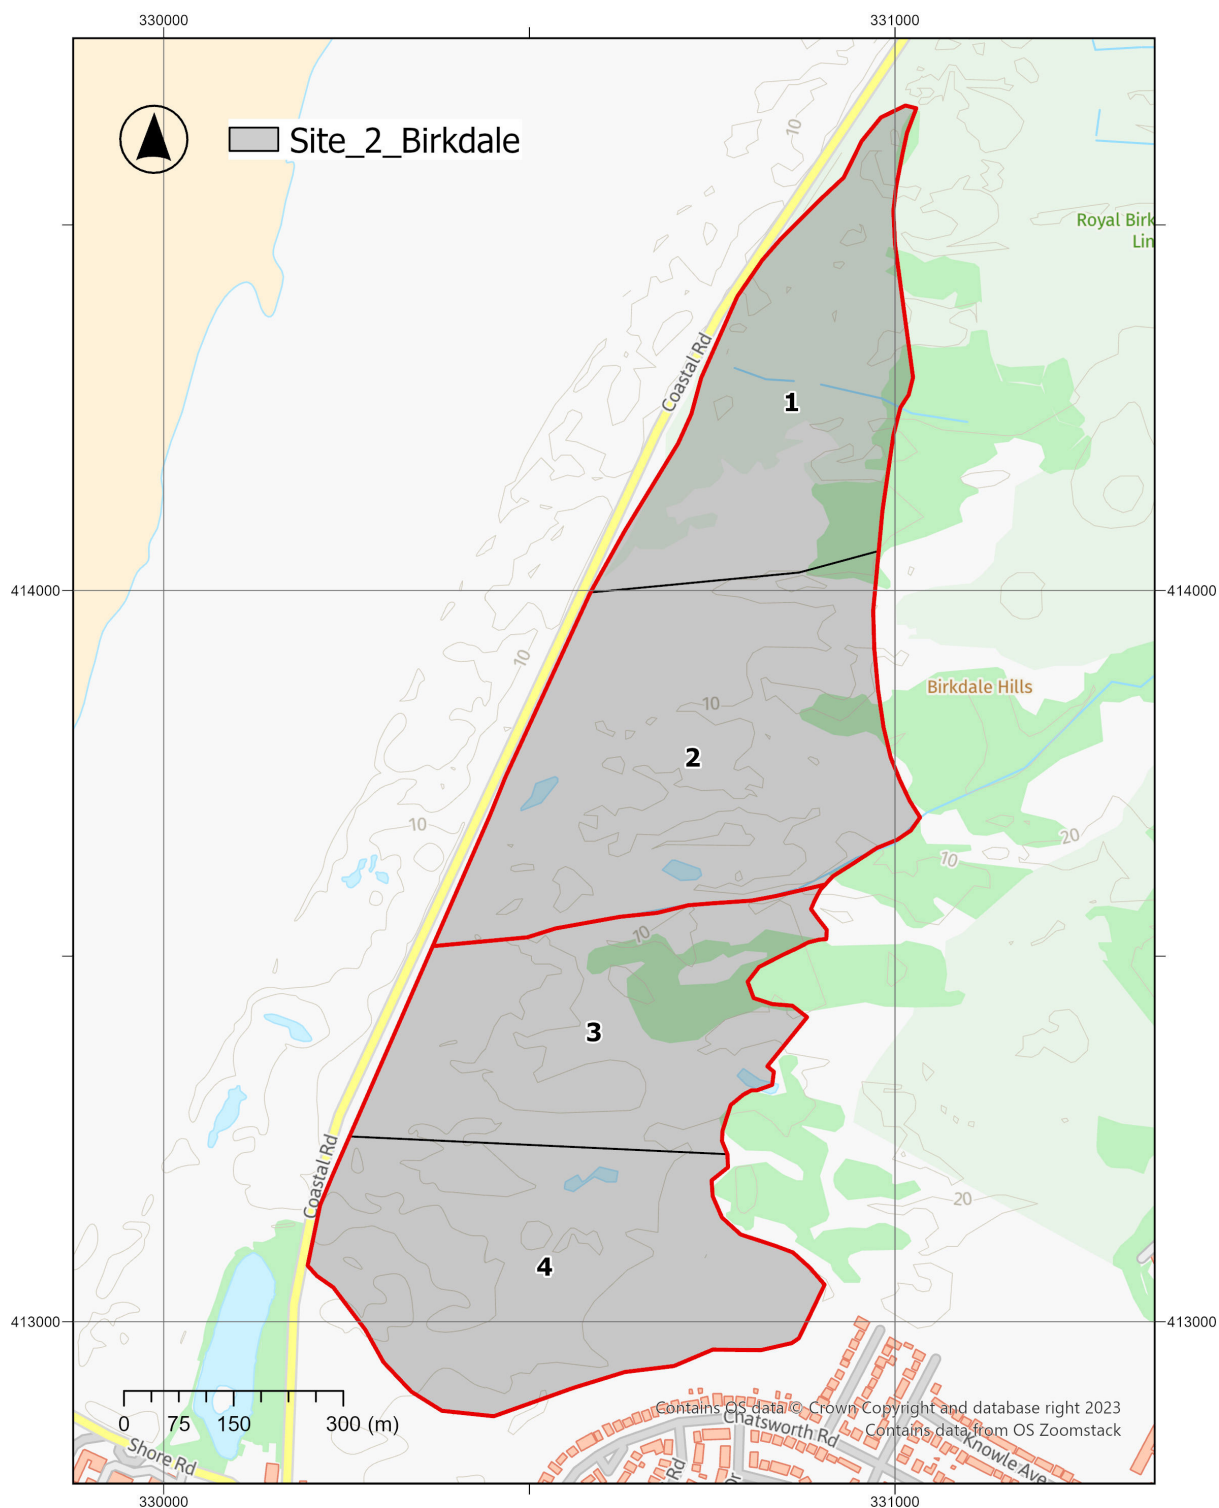 330000
331000
10
Site_2_Birkdale
Royal Birk
Lin
Coastal Rd
1
414000
414000
10
Birkdale Hills
10
2
10
20
10
10
3
Coastal Rd
20
4
413000
413000
0 75 150 300 (m)
Contains OS data © Crown Copyright and database right 2023
Contains data from OS Zoomstack
Chatsworth Rd
Knowle Ave
Shore Rd
Rd
or
330000
331000